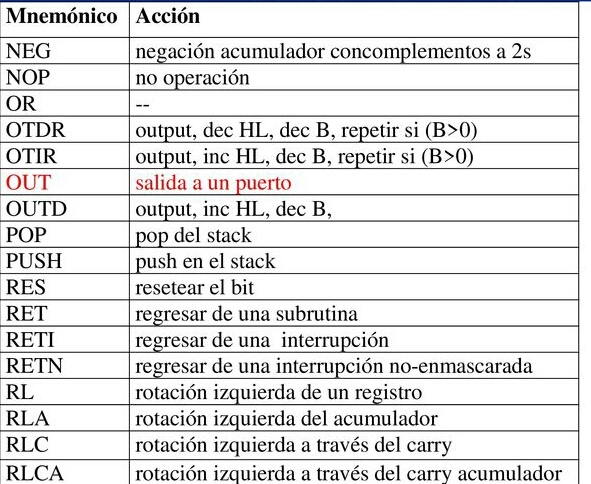 Mnemónico Acción
NEG negación acumulador concomplementos a 2s
NOP no operación
OR --
OTDR output, dec HL, dec B, repetir si (B>0)
OTIR output, inc HL, dec B, repetir si (B>0)
OUT salida a un puerto
OUTD output, inc HL, dec B,
POP pop del stack
PUSH push en el stack
RES resetear el bit
RET regresar de una subrutina
RETI regresar de una interrupción
RETN regresar de una interrupción no-enmascarada
RL rotación izquierda de un registro
RLA rotación izquierda del acumulador
RLC rotación izquierda a través del carry
RLCA rotación izquierda a través del carry acumulador